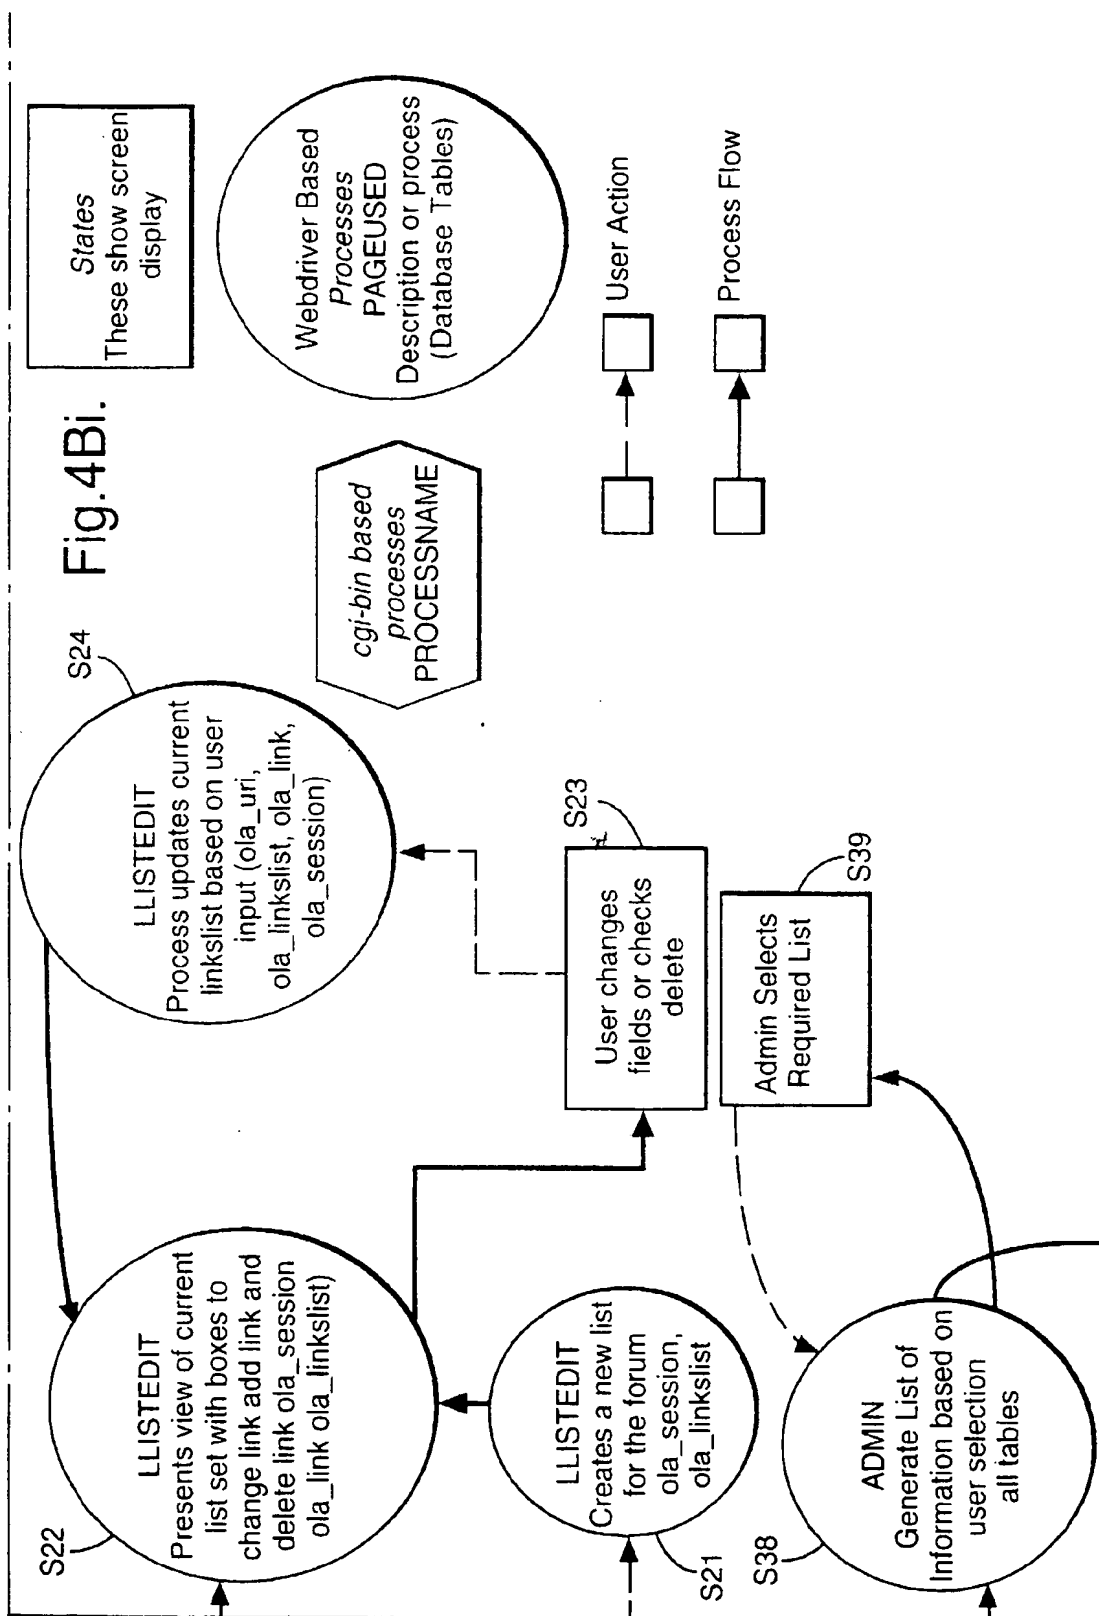 Fig.4Bi.
States
These show screen
display
Webdriver Based
Processes
PAGEUSED
Description or process
(Database Tables)
cgi-bin based
processes
PROCESSNAME
User Action
Process Flow
S24
LLISTEDIT
Process updates current
linkslist based on user
input (ola_uri,
ola_linkslist, ola_link,
ola_session)
S22
LLISTEDIT
Presents view of current
list set with boxes to
change link add link and
delete link ola_session
ola_link ola_linkslist)
S23
User changes
fields or checks
delete
S21
LLISTEDIT
Creates a new list
for the forum
ola_session,
ola_linkslist
S39
Admin Selects
Required List
S38
ADMIN
Generate List of
Information based on
user selection
all tables